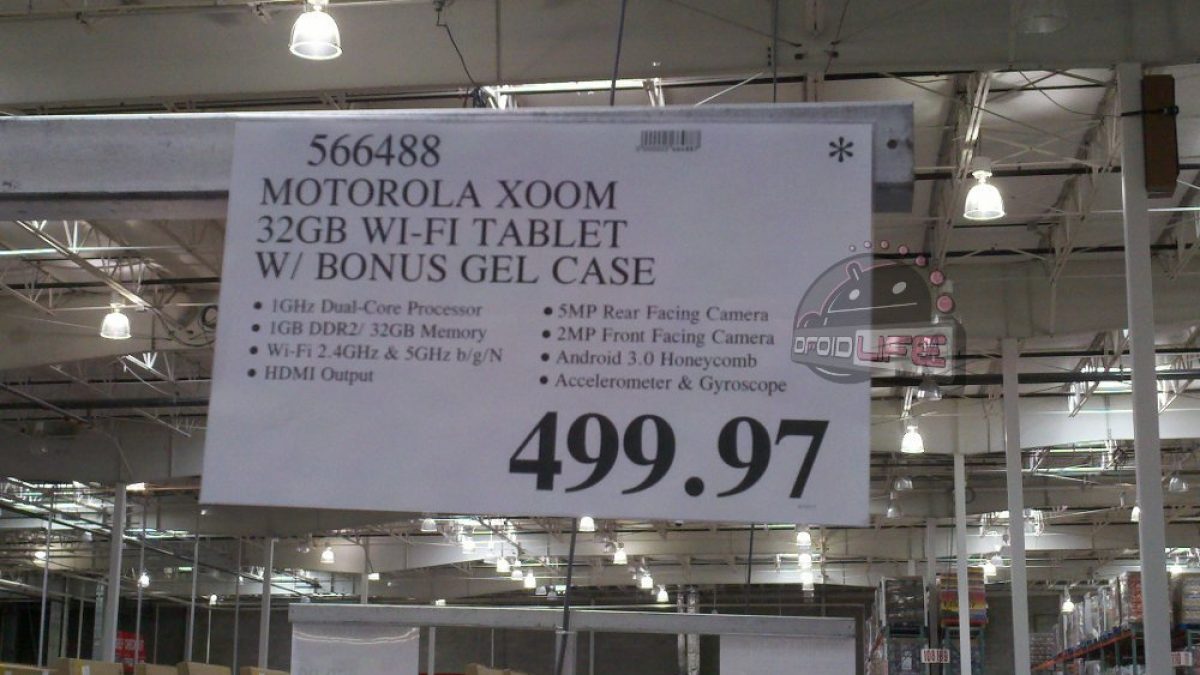 566488
*
MOTOROLA XOOM
32GB WI-FI TABLET
W/ BONUS GEL CASE
• 1GHz Dual-Core Processor
• 1GB DDR2/ 32GB Memory
• Wi-Fi 2.4GHz & 5GHz b/g/N
• HDMI Output
• 5MP Rear Facing Camera
• 2MP Front Facing Camera
• Android 3.0 Honeycomb
• Accelerometer & Gyroscope
499.97
DROID LIFE